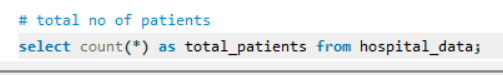 # total no of patients
select count(*) as total_patients from hospital_data;